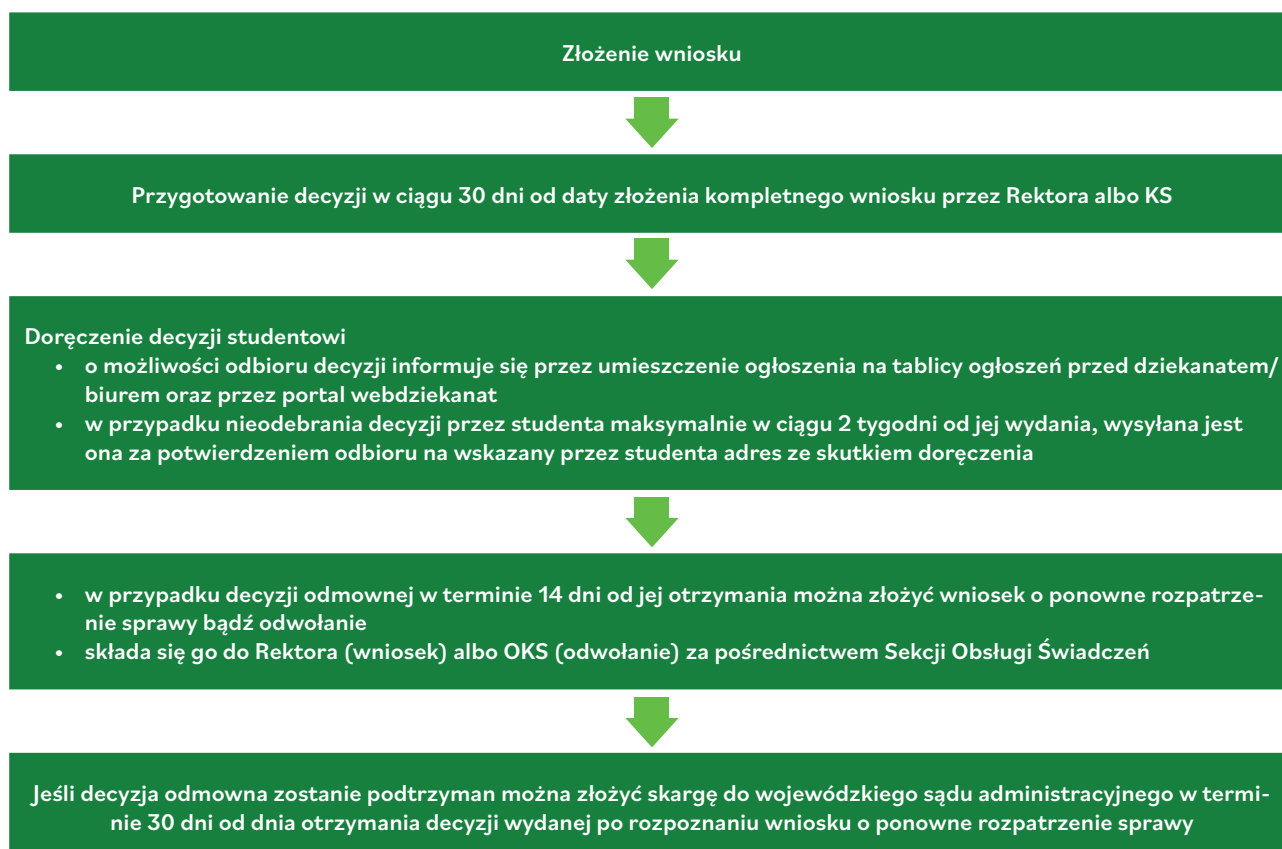 Złożenie wniosku
Przygotowanie decyzji w ciągu 30 dni od daty złożenia kompletnego wniosku przez Rektora albo KS
Doręczenie decyzji studentowi
• o możliwości odbioru decyzji informuje się przez umieszczenie ogłoszenia na tablicy ogłoszeń przed dziekanatem/
biurem oraz przez portal webdziekanat
• w przypadku nieodebrania decyzji przez studenta maksymalnie w ciągu 2 tygodni od jej wydania, wysyłana jest
ona za potwierdzeniem odbioru na wskazany przez studenta adres ze skutkiem doręczenia
• w przypadku decyzji odmownej w terminie 14 dni od jej otrzymania można złożyć wniosek o ponowne rozpatrze-
nie sprawy bądź odwołanie
• składa się go do Rektora (wniosek) albo OKS (odwołanie) za pośrednictwem Sekcji Obsługi Świadczeń
Jeśli decyzja odmowna zostanie podtrzyman można złożyć skargę do wojewódzkiego sądu administracyjnego w termi-
nie 30 dni od dnia otrzymania decyzji wydanej po rozpoznaniu wniosku o ponowne rozpatrzenie sprawy